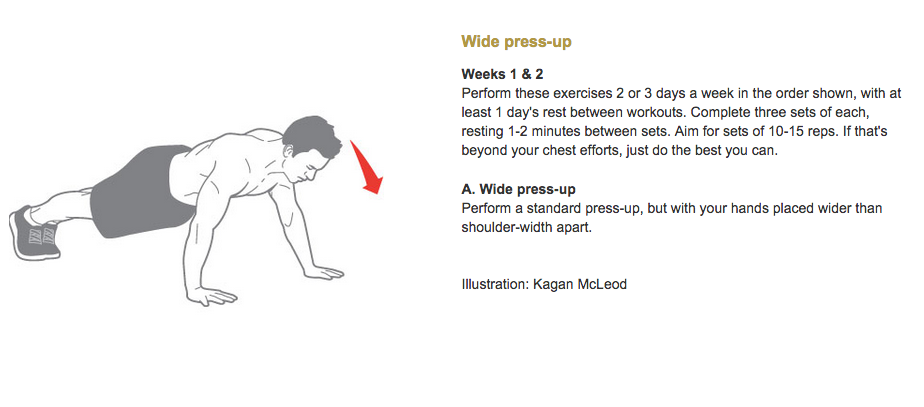 Wide press-up
Weeks 1 & 2
Perform these exercises 2 or 3 days a week in the order shown, with at
least 1 day's rest between workouts. Complete three sets of each,
resting 1-2 minutes between sets. Aim for sets of 10-15 reps. If that's
beyond your chest efforts, just do the best you can.
A. Wide press-up
Perform a standard press-up, but with your hands placed wider than
shoulder-width apart.
Illustration: Kagan McLeod